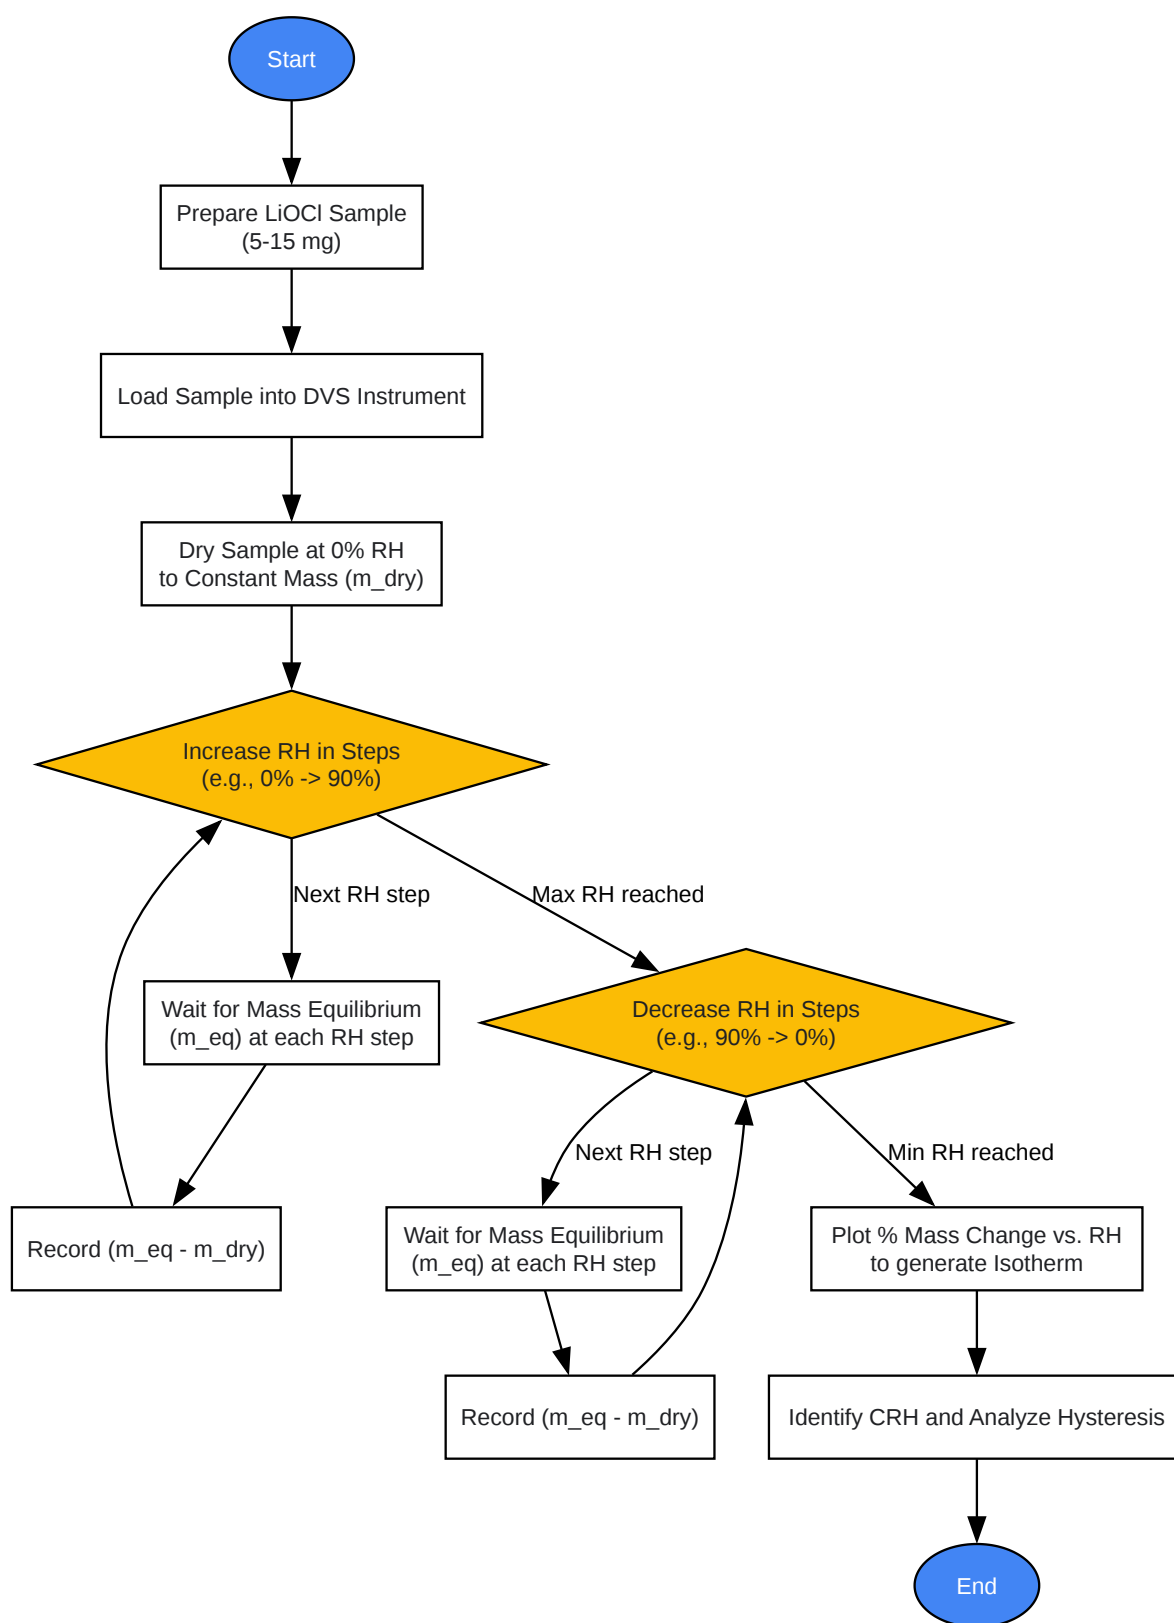 Start
Prepare LiOCl Sample
(5-15 mg)
Load Sample into DVS Instrument
Dry Sample at 0% RH
to Constant Mass (m_dry)
Increase RH in Steps
(e.g., 0% -> 90%)
Next RH step
Max RH reached
Wait for Mass Equilibrium
(m_eq) at each RH step
Decrease RH in Steps
(e.g., 90% -> 0%)
Record (m_eq - m_dry)
Next RH step
Min RH reached
Wait for Mass Equilibrium
(m_eq) at each RH step
Plot % Mass Change vs. RH
to generate Isotherm
Record (m_eq - m_dry)
Identify CRH and Analyze Hysteresis
End